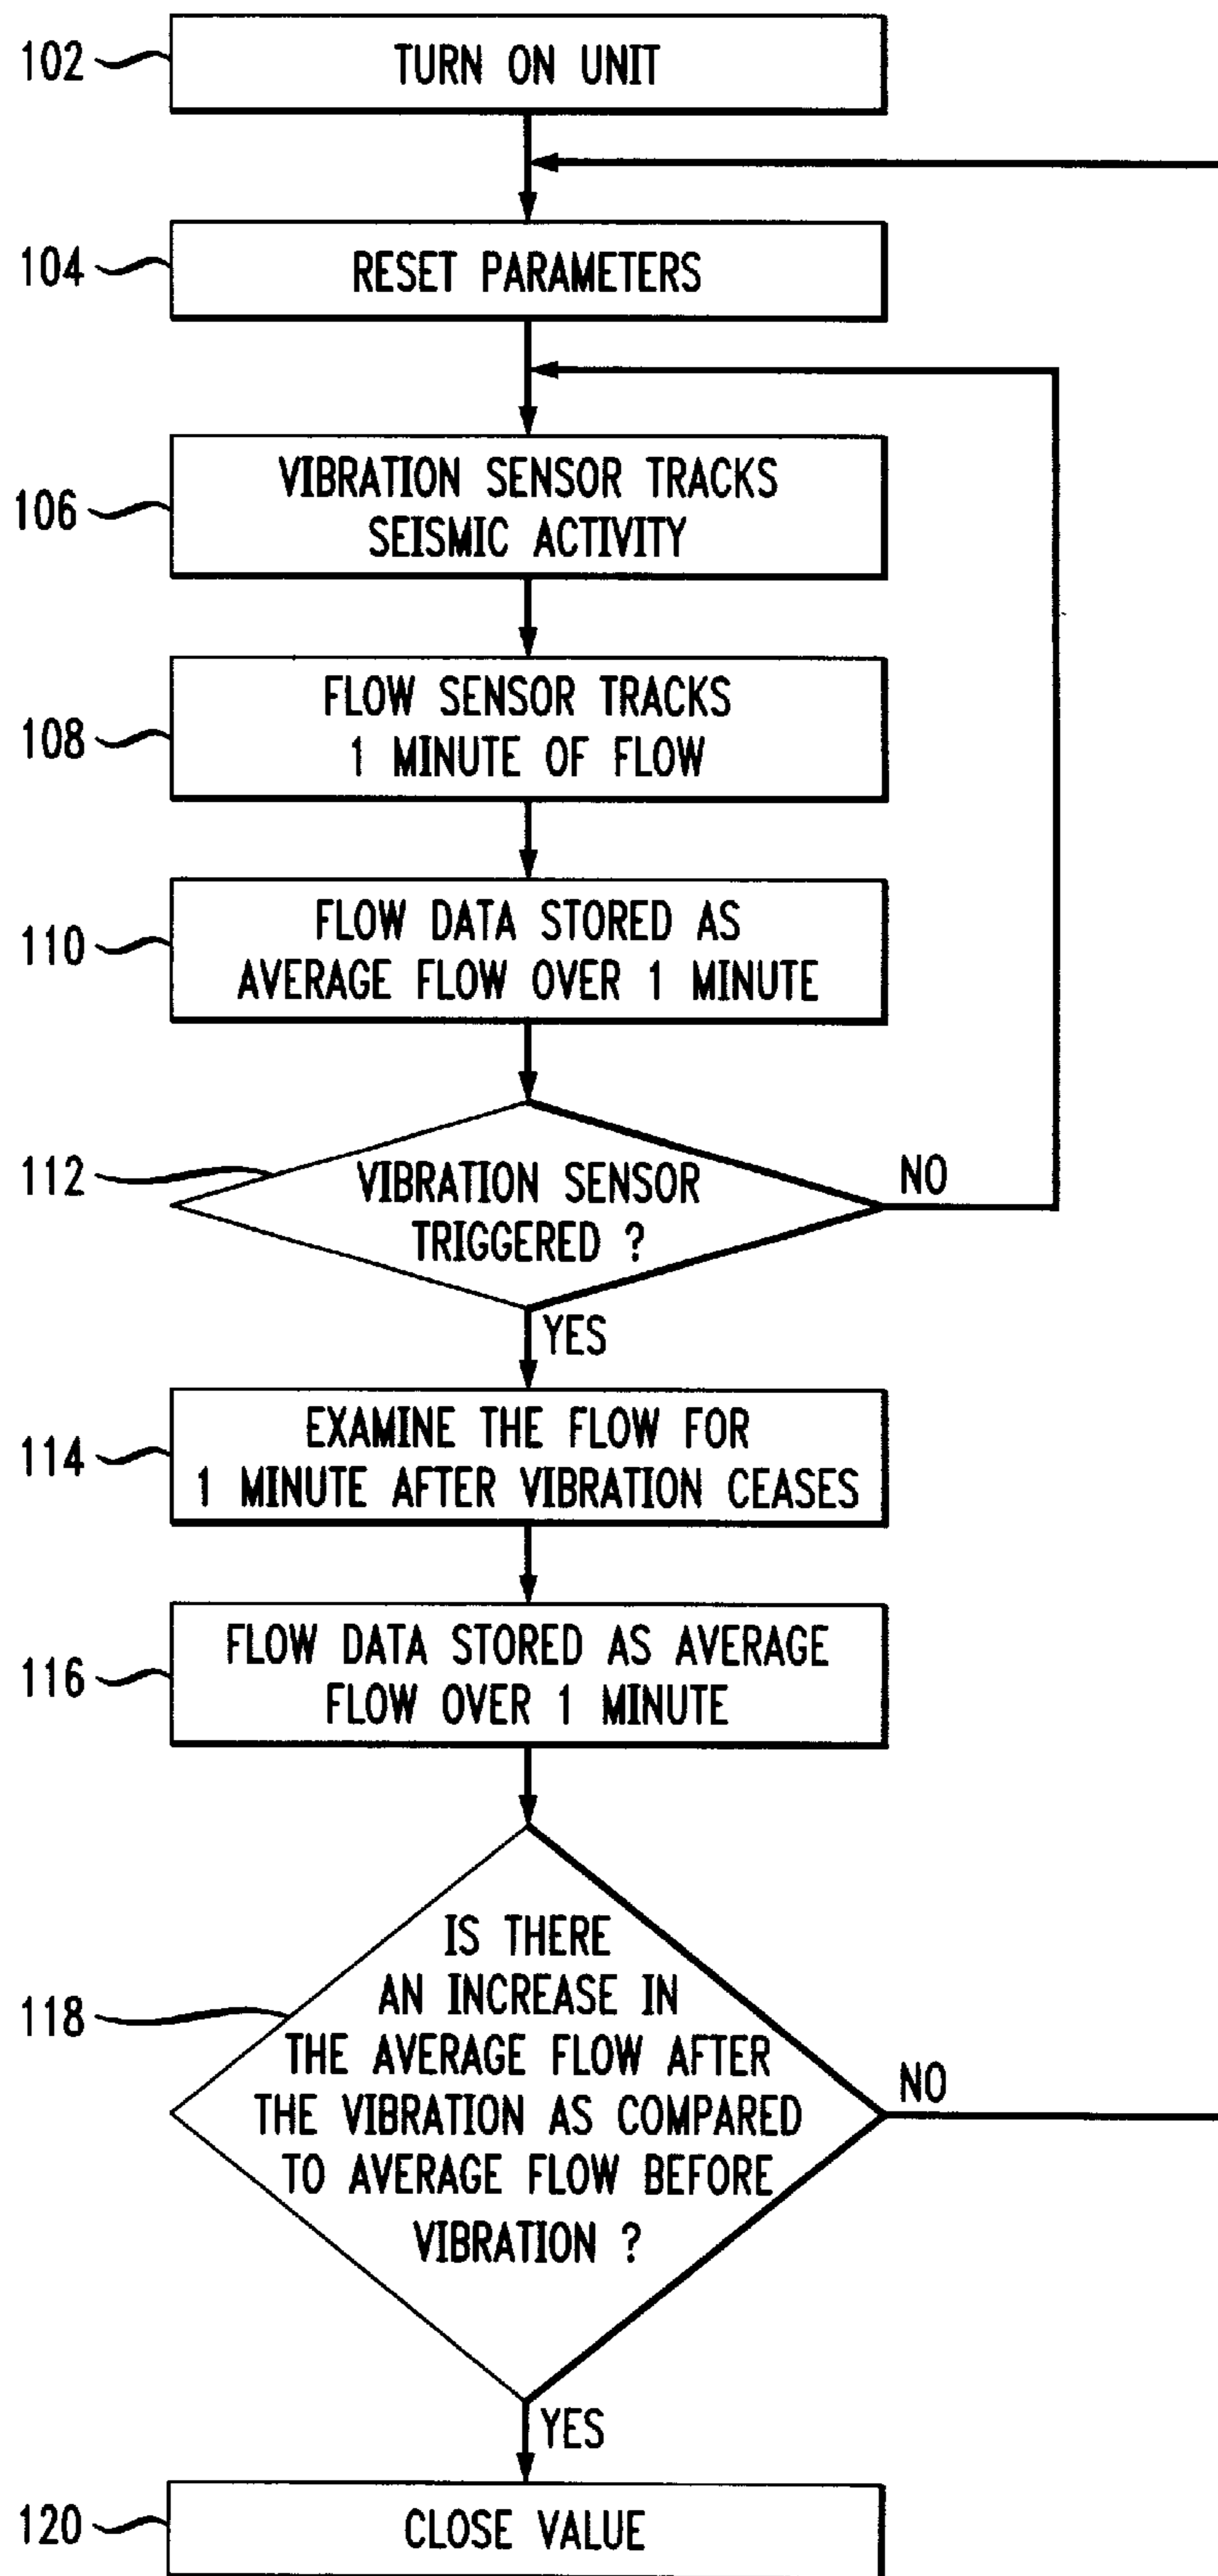 102
TURN ON UNIT
104
RESET PARAMETERS
106
VIBRATION SENSOR TRACKS
SEISMIC ACTIVITY
108
FLOW SENSOR TRACKS
1 MINUTE OF FLOW
110
FLOW DATA STORED AS
AVERAGE FLOW OVER 1 MINUTE
112
VIBRATION SENSOR
TRIGGERED ?
NO
YES
114
EXAMINE THE FLOW FOR
1 MINUTE AFTER VIBRATION CEASES
116
FLOW DATA STORED AS AVERAGE
FLOW OVER 1 MINUTE
118
IS THERE
AN INCREASE IN
THE AVERAGE FLOW AFTER
THE VIBRATION AS COMPARED
TO AVERAGE FLOW BEFORE
VIBRATION ?
NO
YES
120
CLOSE VALUE